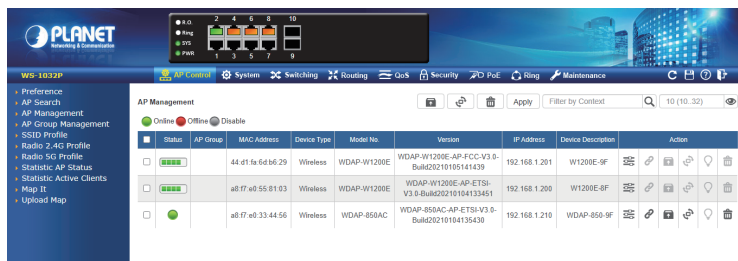 PLANET
Networking & Communication
R.O.
Ring
SYS
PWR
2 4 6 8 10
1 3 5 7 9
WS-1032P
AP Control System Switching Routing QoS Security PoE Ring Maintenance
Preference
AP Search
AP Management
AP Group Management
SSID Profile
Radio 2.4G Profile
Radio 5G Profile
Statistic AP Status
Statistic Active Clients
Map It
Upload Map
AP Management
Apply Filter by Context 10 (10..32)
Online Offline Disable
Status AP Group MAC Address Device Type Model No. Version IP Address Device Description Action
44:d1:fa:6d:b6:29 Wireless WDAP-W1200E WDAP-W1200E-AP-FCC-V3.0-
Build20210105141439 192.168.1.201 W1200E-9F
a8:f7:e0:55:81:03 Wireless WDAP-W1200E WDAP-W1200E-AP-ETSI-
V3.0-Build20210104133451 192.168.1.200 W1200E-8F
a8:f7:e0:33:44:56 Wireless WDAP-850AC WDAP-850AC-AP-ETSI-V3.0-
Build20210104135430 192.168.1.210 WDAP-850-9F